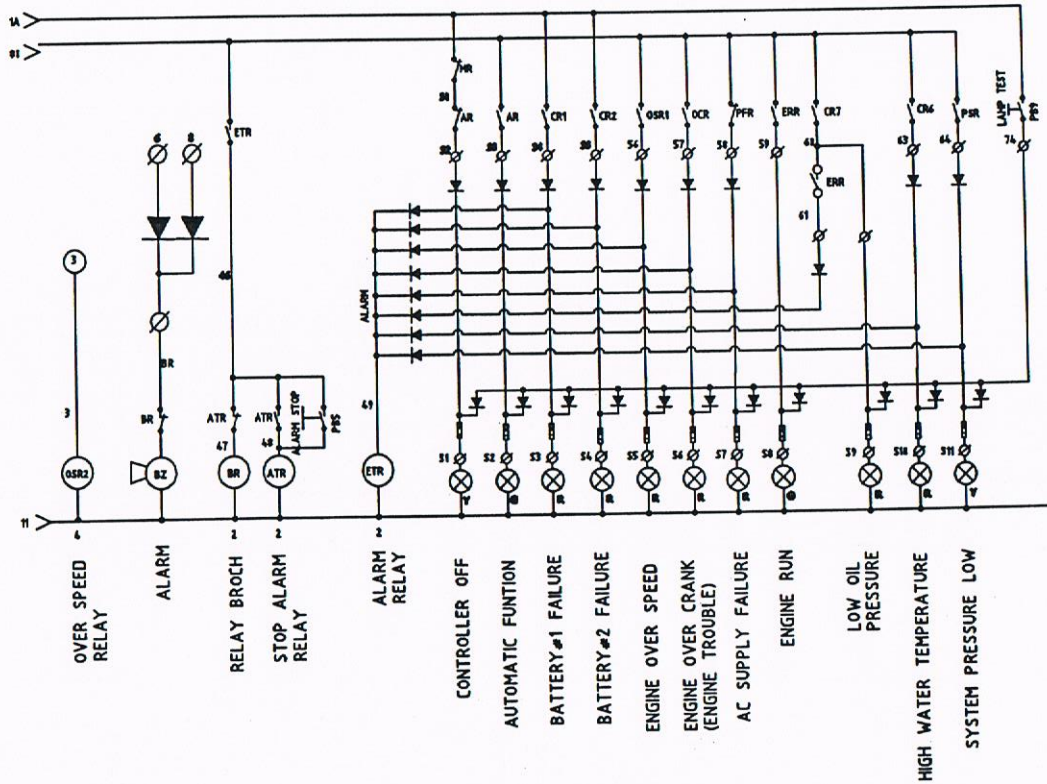 1A
MR
AR
AR
CR1
CR2
OSR1
OCR
PFR
ERR
CR7
CR6
PSR
LAMP TEST
PB9
ETR
6
8
56
57
58
59
63
64
74
ERR
61
3
46
ALARM
BR
3
49
BR
ATR
ATR
ALARM STOP
PBS
47
48
OSR2
BZ
BR
ATR
ETR
S1
S2
S3
S4
S5
S6
S7
S8
S9
S10
S11
Y
R
R
R
R
R
R
R
Y
11
4
2
2
2
OVER SPEED
RELAY
ALARM
RELAY BROCH
STOP ALARM
RELAY
ALARM
RELAY
CONTROLLER OFF
AUTOMATIC FUNTION
BATTERY#1 FAILURE
BATTERY#2 FAILURE
ENGINE OVER SPEED
ENGINE OVER CRANK
(ENGINE TROUBLE)
AC SUPPLY FAILURE
ENGINE RUN
LOW OIL
PRESSURE
HIGH WATER TEMPERATURE
SYSTEM PRESSURE LOW